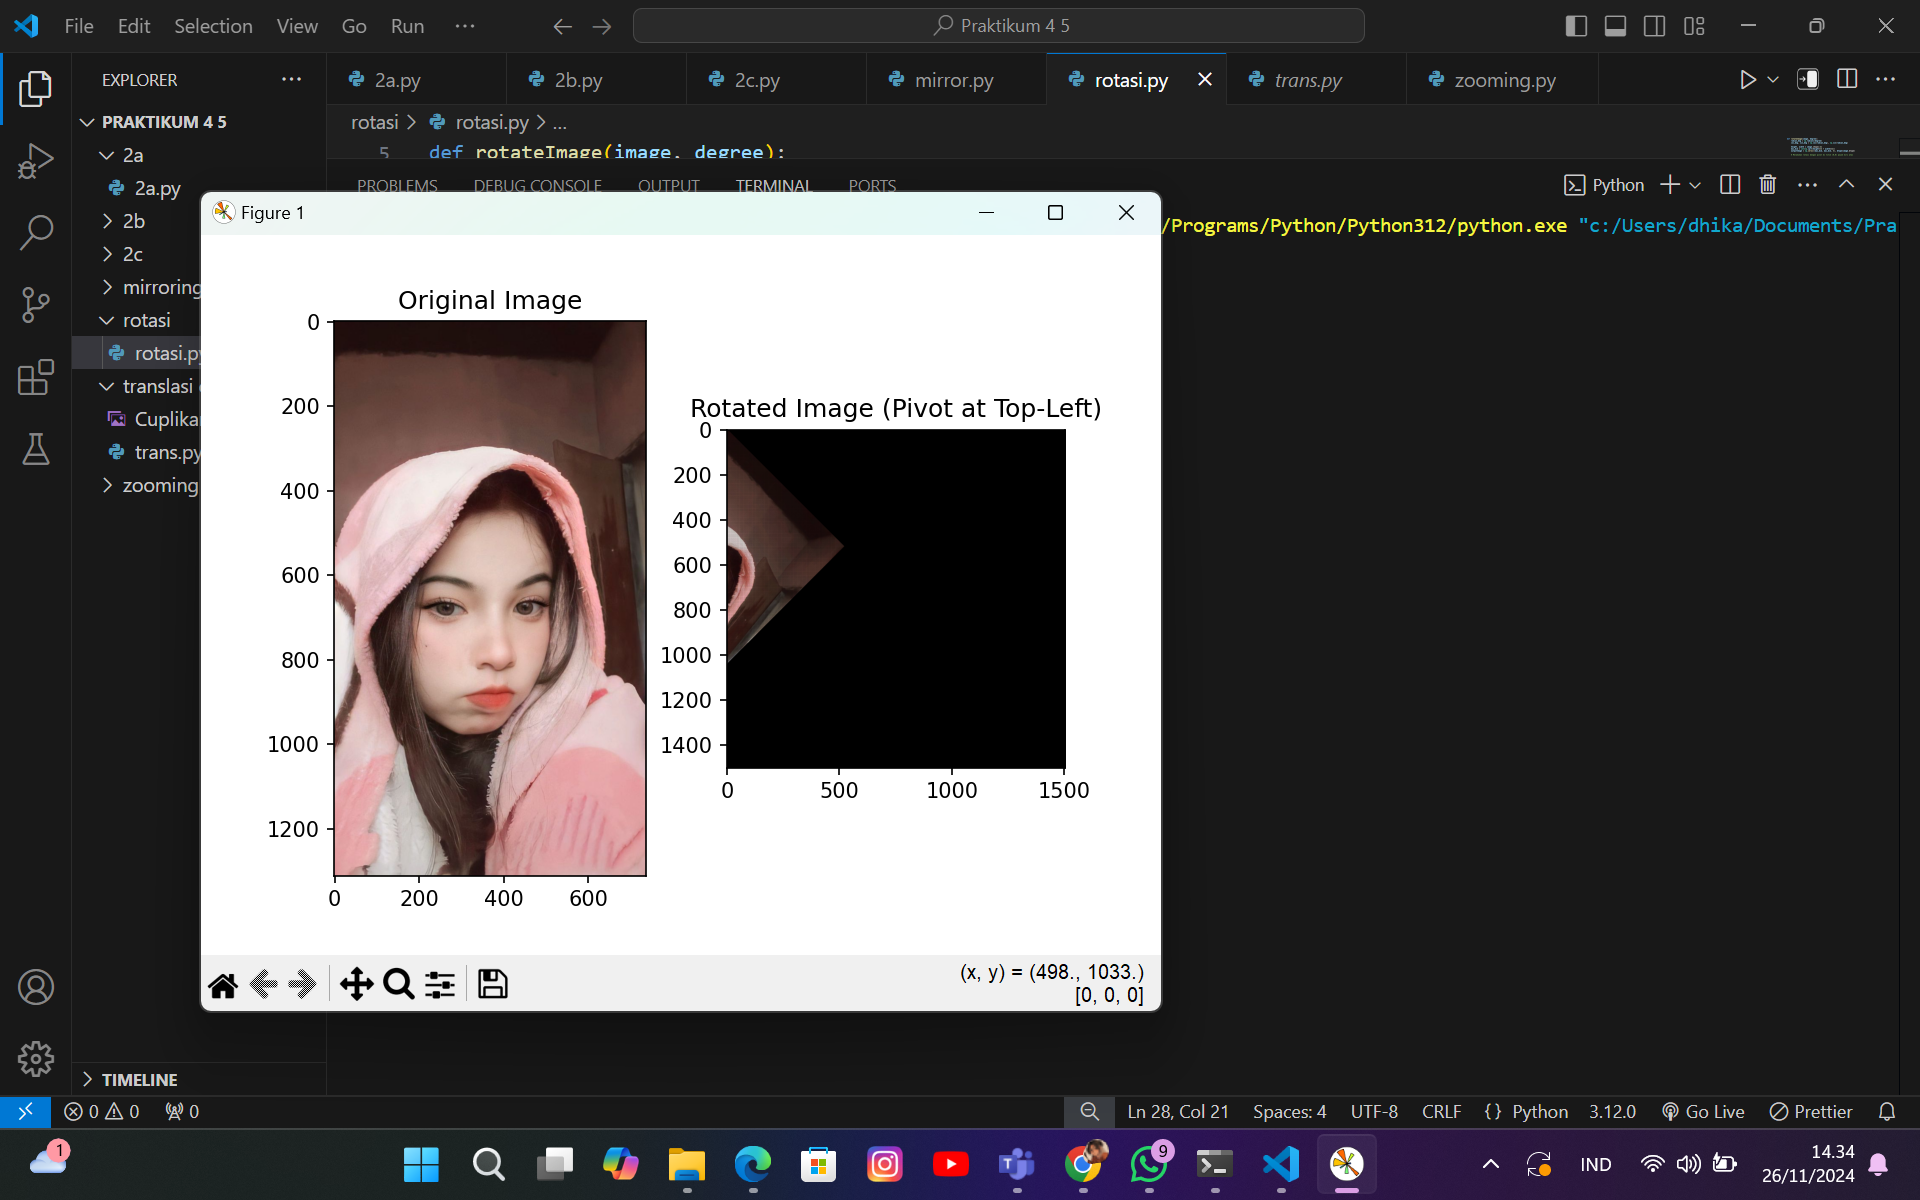 File Edit Selection View Go Run ··· Praktikum 4 5
EXPLORER ···
2a.py 2b.py 2c.py mirror.py rotasi.py trans.py zooming.py
PRAKTIKUM 4 5
rotasi > rotasi.py > ...
5 def rotateImage(image, degree):
2a
2a.py
2b
2c
mirroring
rotasi
rotasi.py
translasi
trans.py
zooming
TIMELINE
PROBLEMS DEBUG CONSOLE OUTPUT TERMINAL PORTS
Python
/Programs/Python/Python312/python.exe "c:/Users/dhika/Documents/Pra
Figure 1
Original Image
0
200
400
600
800
1000
1200
0 200 400 600
Rotated Image (Pivot at Top-Left)
0
200
400
600
800
1000
1200
1400
0 500 1000 1500
(x, y) = (498., 1033.)
[0, 0, 0]
0 0 0 Ln 28, Col 21 Spaces: 4 UTF-8 CRLF {} Python 3.12.0 Go Live Prettier
1
9
IND
14.34
26/11/2024